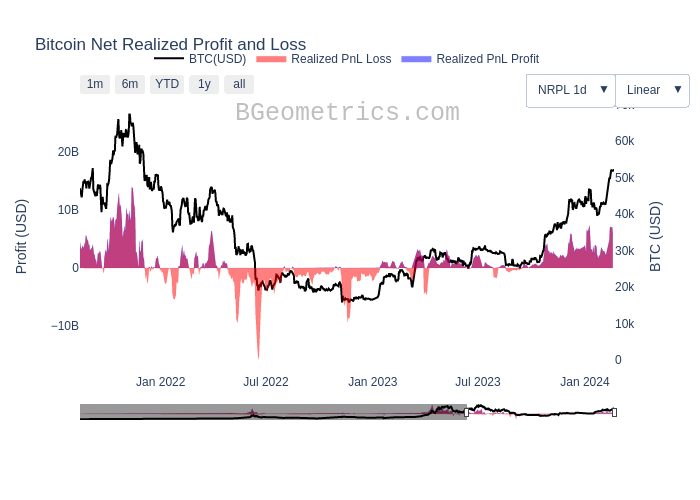 Bitcoin Net Realized Profit and Loss
BTC(USD) Realized PnL Loss Realized PnL Profit
1m 6m YTD 1y all NRPL 1d ▼ Linear ▼
BGeometrics.com
20B
10B
0
−10B
Profit (USD)
60k
50k
40k
30k
20k
10k
0
BTC (USD)
Jan 2022 Jul 2022 Jan 2023 Jul 2023 Jan 2024